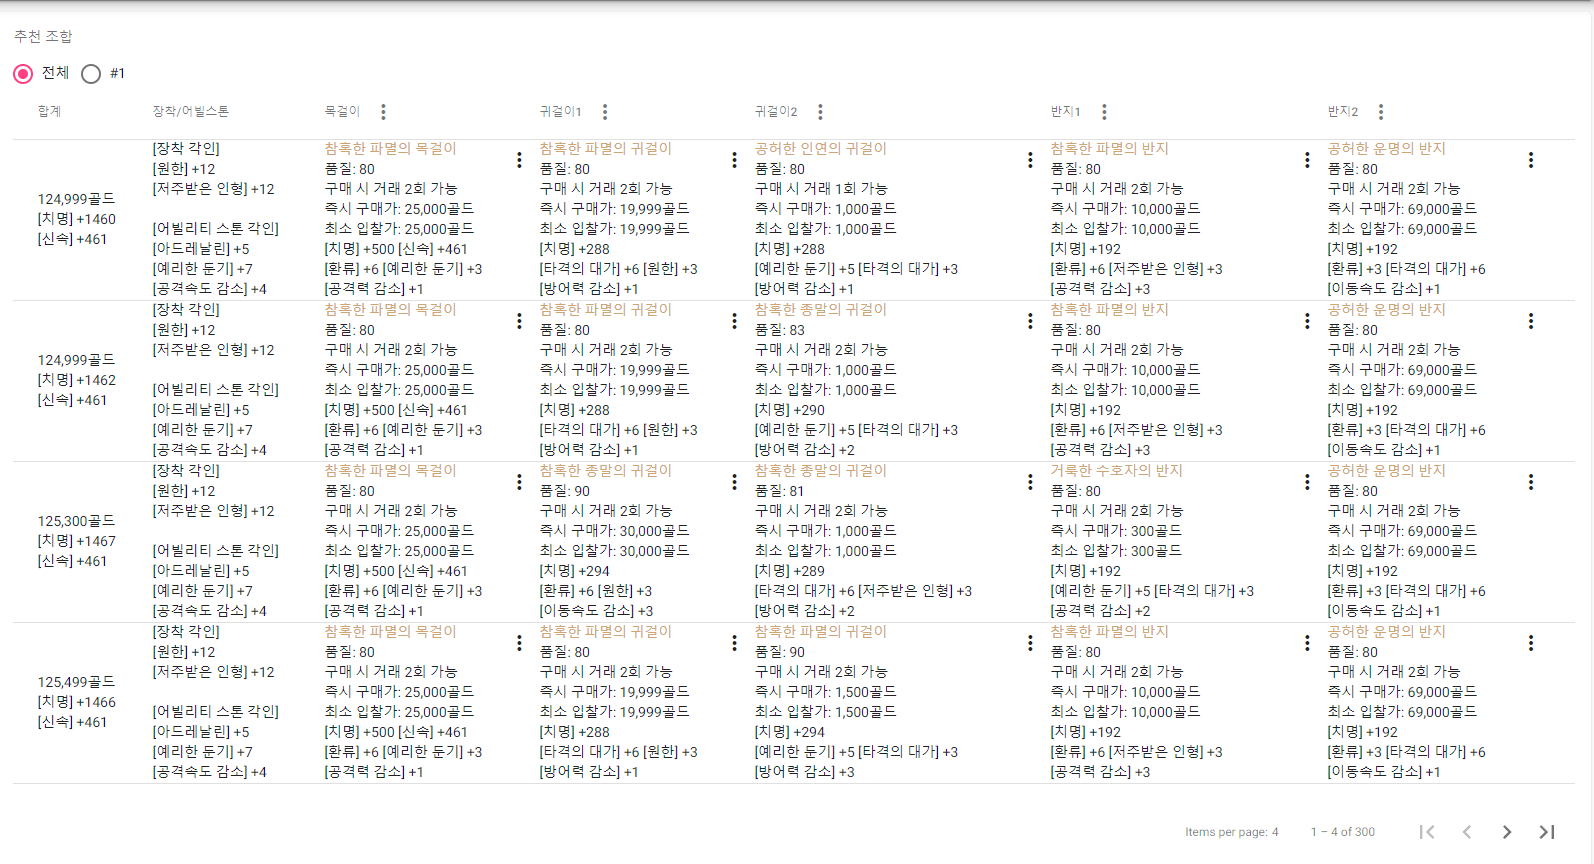 추천 조합
전체 #1
합계 장착/어빌스톤 목걸이 귀걸이1 귀걸이2 반지1 반지2
124,999골드
[치명] +1460
[신속] +461
[장착 각인]
[원한] +12
[저주받은 인형] +12
[어빌리티 스톤 각인]
[아드레날린] +5
[예리한 둔기] +7
[공격속도 감소] +4
참혹한 파멸의 목걸이
품질: 80
구매 시 거래 2회 가능
즉시 구매가: 25,000골드
최소 입찰가: 25,000골드
[치명] +500 [신속] +461
[환류] +6 [예리한 둔기] +3
[공격력 감소] +1
참혹한 파멸의 귀걸이
품질: 80
구매 시 거래 2회 가능
즉시 구매가: 19,999골드
최소 입찰가: 19,999골드
[치명] +288
[타격의 대가] +6 [원한] +3
[방어력 감소] +1
공허한 인연의 귀걸이
품질: 80
구매 시 거래 1회 가능
즉시 구매가: 1,000골드
최소 입찰가: 1,000골드
[치명] +288
[예리한 둔기] +5 [타격의 대가] +3
[방어력 감소] +1
참혹한 파멸의 반지
품질: 80
구매 시 거래 2회 가능
즉시 구매가: 10,000골드
최소 입찰가: 10,000골드
[치명] +192
[환류] +6 [저주받은 인형] +3
[공격력 감소] +3
공허한 운명의 반지
품질: 80
구매 시 거래 2회 가능
즉시 구매가: 69,000골드
최소 입찰가: 69,000골드
[치명] +192
[환류] +3 [타격의 대가] +6
[이동속도 감소] +1
124,999골드
[치명] +1462
[신속] +461
[장착 각인]
[원한] +12
[저주받은 인형] +12
[어빌리티 스톤 각인]
[아드레날린] +5
[예리한 둔기] +7
[공격속도 감소] +4
참혹한 파멸의 목걸이
품질: 80
구매 시 거래 2회 가능
즉시 구매가: 25,000골드
최소 입찰가: 25,000골드
[치명] +500 [신속] +461
[환류] +6 [예리한 둔기] +3
[공격력 감소] +1
참혹한 파멸의 귀걸이
품질: 80
구매 시 거래 2회 가능
즉시 구매가: 19,999골드
최소 입찰가: 19,999골드
[치명] +288
[타격의 대가] +6 [원한] +3
[방어력 감소] +1
참혹한 종말의 귀걸이
품질: 83
구매 시 거래 2회 가능
즉시 구매가: 1,000골드
최소 입찰가: 1,000골드
[치명] +290
[예리한 둔기] +5 [타격의 대가] +3
[방어력 감소] +2
참혹한 파멸의 반지
품질: 80
구매 시 거래 2회 가능
즉시 구매가: 10,000골드
최소 입찰가: 10,000골드
[치명] +192
[환류] +6 [저주받은 인형] +3
[공격력 감소] +3
공허한 운명의 반지
품질: 80
구매 시 거래 2회 가능
즉시 구매가: 69,000골드
최소 입찰가: 69,000골드
[치명] +192
[환류] +3 [타격의 대가] +6
[이동속도 감소] +1
125,300골드
[치명] +1467
[신속] +461
[장착 각인]
[원한] +12
[저주받은 인형] +12
[어빌리티 스톤 각인]
[아드레날린] +5
[예리한 둔기] +7
[공격속도 감소] +4
참혹한 파멸의 목걸이
품질: 80
구매 시 거래 2회 가능
즉시 구매가: 25,000골드
최소 입찰가: 25,000골드
[치명] +500 [신속] +461
[환류] +6 [예리한 둔기] +3
[공격력 감소] +1
참혹한 종말의 귀걸이
품질: 90
구매 시 거래 2회 가능
즉시 구매가: 30,000골드
최소 입찰가: 30,000골드
[치명] +294
[환류] +6 [원한] +3
[이동속도 감소] +3
참혹한 종말의 귀걸이
품질: 81
구매 시 거래 2회 가능
즉시 구매가: 1,000골드
최소 입찰가: 1,000골드
[치명] +289
[타격의 대가] +6 [저주받은 인형] +3
[방어력 감소] +2
거룩한 수호자의 반지
품질: 80
구매 시 거래 2회 가능
즉시 구매가: 300골드
최소 입찰가: 300골드
[치명] +192
[예리한 둔기] +5 [타격의 대가] +3
[공격력 감소] +2
공허한 운명의 반지
품질: 80
구매 시 거래 2회 가능
즉시 구매가: 69,000골드
최소 입찰가: 69,000골드
[치명] +192
[환류] +3 [타격의 대가] +6
[이동속도 감소] +1
125,499골드
[치명] +1466
[신속] +461
[장착 각인]
[원한] +12
[저주받은 인형] +12
[어빌리티 스톤 각인]
[아드레날린] +5
[예리한 둔기] +7
[공격속도 감소] +4
참혹한 파멸의 목걸이
품질: 80
구매 시 거래 2회 가능
즉시 구매가: 25,000골드
최소 입찰가: 25,000골드
[치명] +500 [신속] +461
[환류] +6 [예리한 둔기] +3
[공격력 감소] +1
참혹한 파멸의 귀걸이
품질: 80
구매 시 거래 2회 가능
즉시 구매가: 19,999골드
최소 입찰가: 19,999골드
[치명] +288
[타격의 대가] +6 [원한] +3
[방어력 감소] +1
참혹한 파멸의 귀걸이
품질: 90
구매 시 거래 2회 가능
즉시 구매가: 1,500골드
최소 입찰가: 1,500골드
[치명] +294
[예리한 둔기] +5 [타격의 대가] +3
[방어력 감소] +3
참혹한 파멸의 반지
품질: 80
구매 시 거래 2회 가능
즉시 구매가: 10,000골드
최소 입찰가: 10,000골드
[치명] +192
[환류] +6 [저주받은 인형] +3
[공격력 감소] +3
공허한 운명의 반지
품질: 80
구매 시 거래 2회 가능
즉시 구매가: 69,000골드
최소 입찰가: 69,000골드
[치명] +192
[환류] +3 [타격의 대가] +6
[이동속도 감소] +1
Items per page: 4 1 – 4 of 300